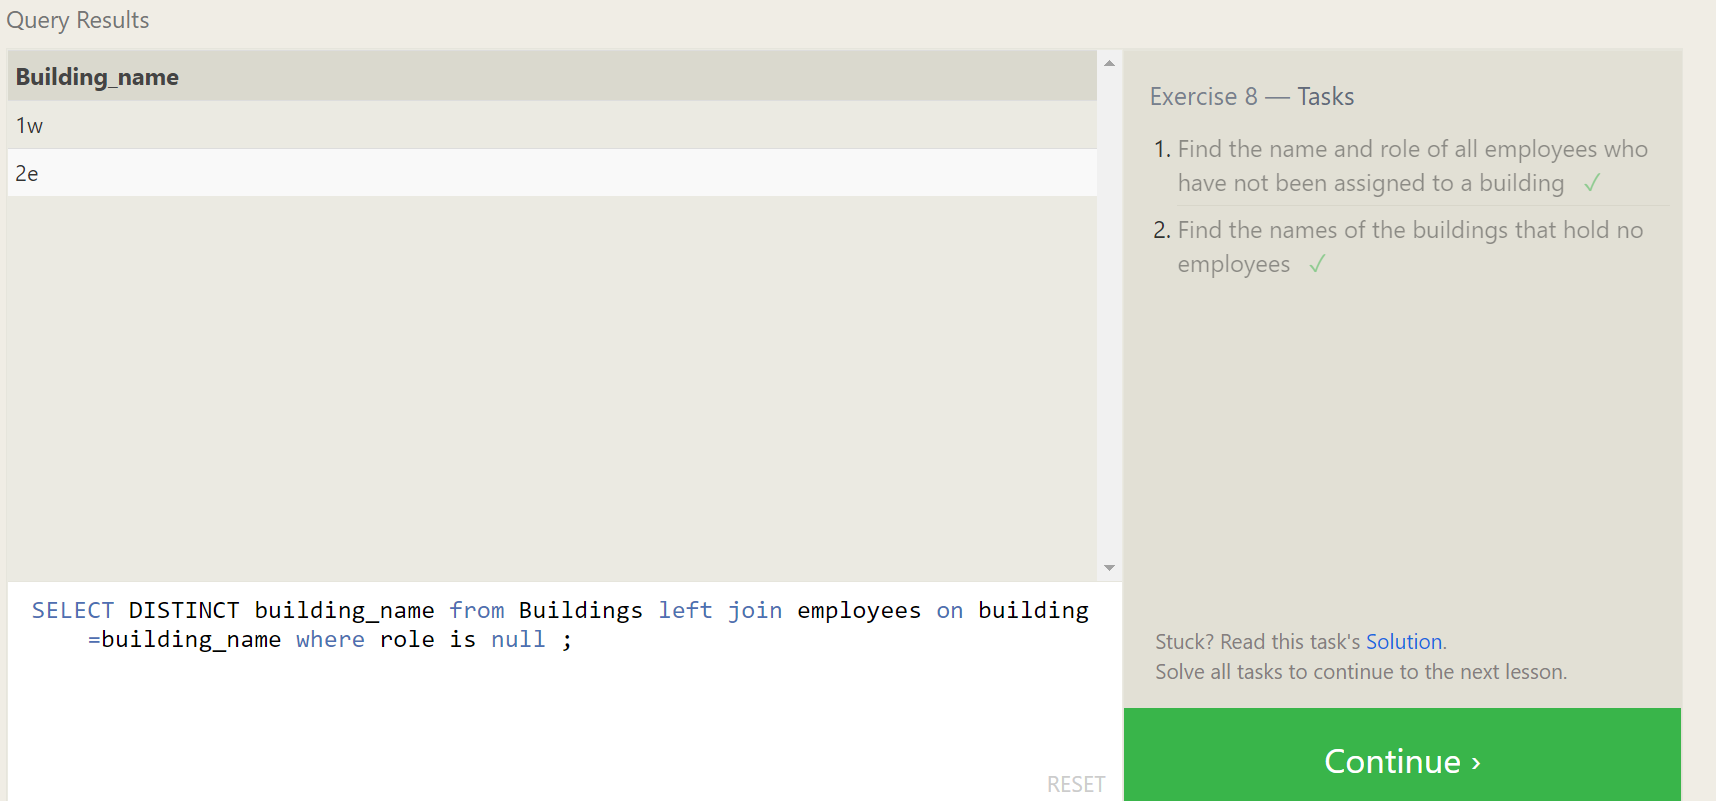 Query Results
Building_name
1w
2e
SELECT DISTINCT building_name from Buildings left join employees on building
=building_name where role is null ;
RESET
Exercise 8 — Tasks
1. Find the name and role of all employees who
have not been assigned to a building ✓
2. Find the names of the buildings that hold no
employees ✓
Stuck? Read this task's Solution.
Solve all tasks to continue to the next lesson.
Continue ›